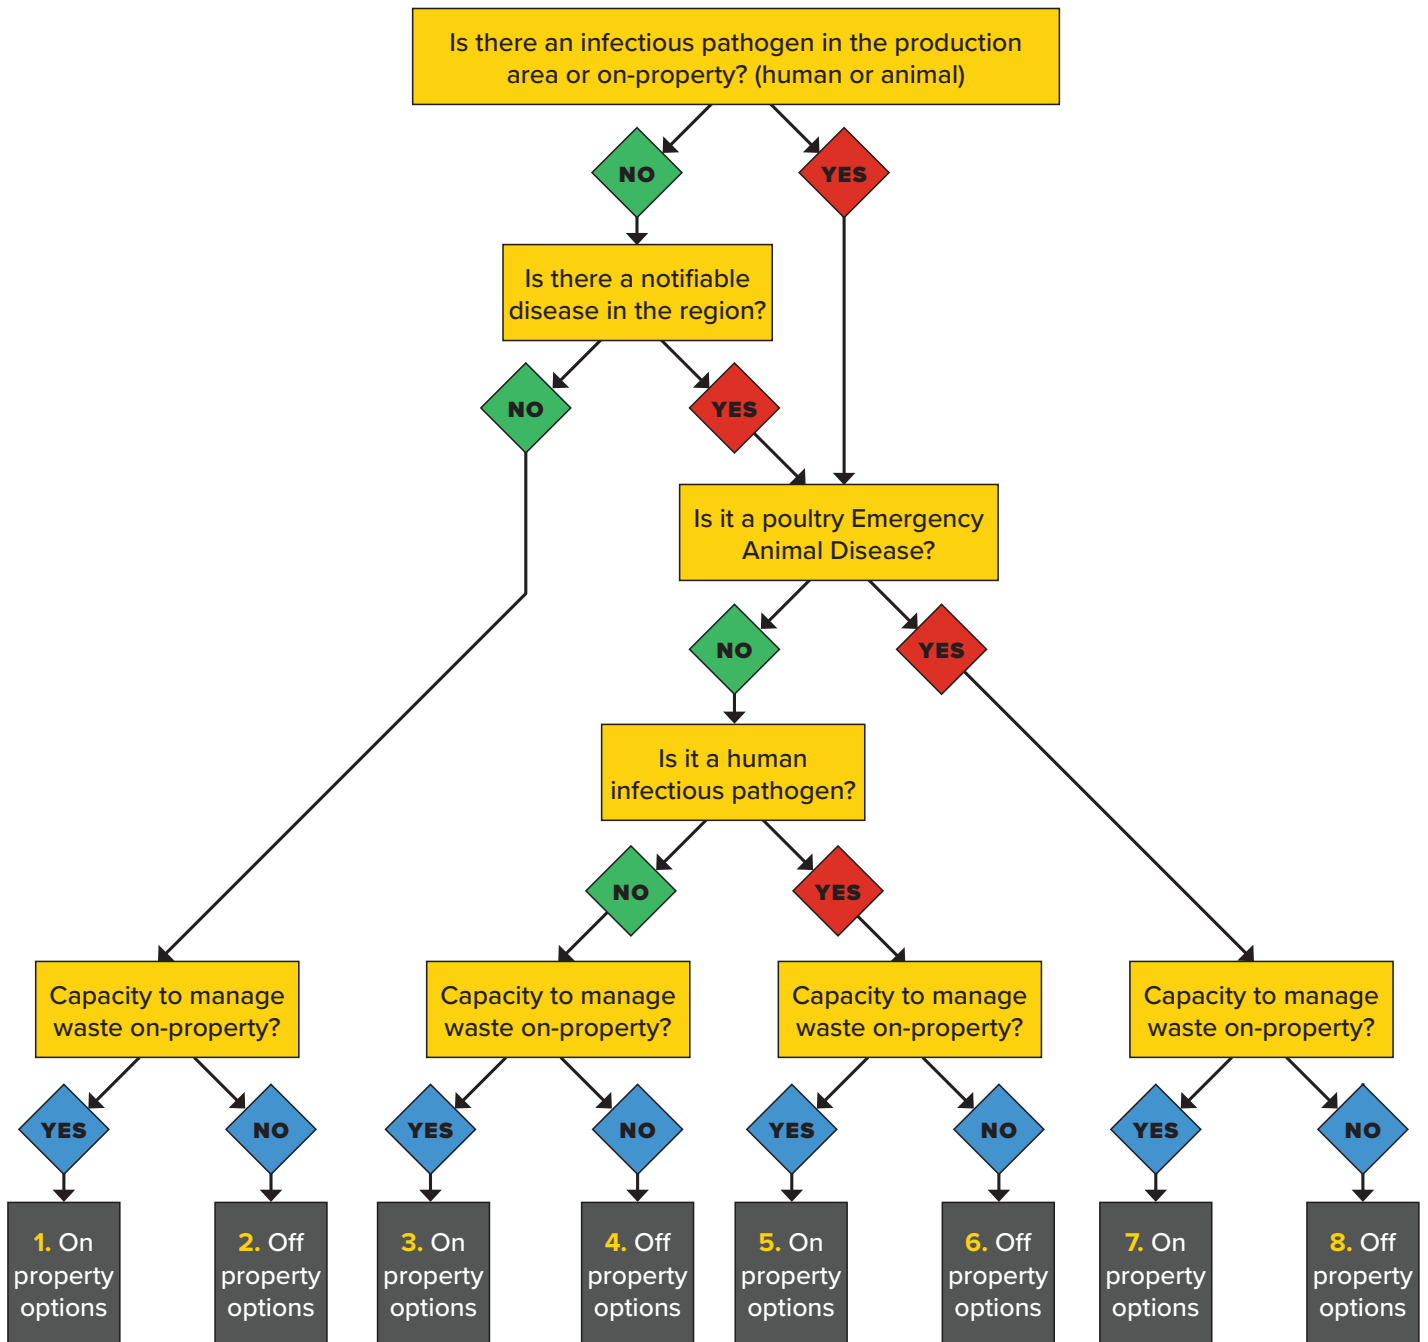 Is there an infectious pathogen in the production
area or on-property? (human or animal)
NO
YES
Is there a notifiable
disease in the region?
NO
YES
Is it a poultry Emergency
Animal Disease?
NO
YES
Is it a human
infectious pathogen?
NO
YES
Capacity to manage
waste on-property?
Capacity to manage
waste on-property?
Capacity to manage
waste on-property?
Capacity to manage
waste on-property?
YES
NO
YES
NO
YES
NO
YES
NO
1. On
property
options
2. Off
property
options
3. On
property
options
4. Off
property
options
5. On
property
options
6. Off
property
options
7. On
property
options
8. Off
property
options